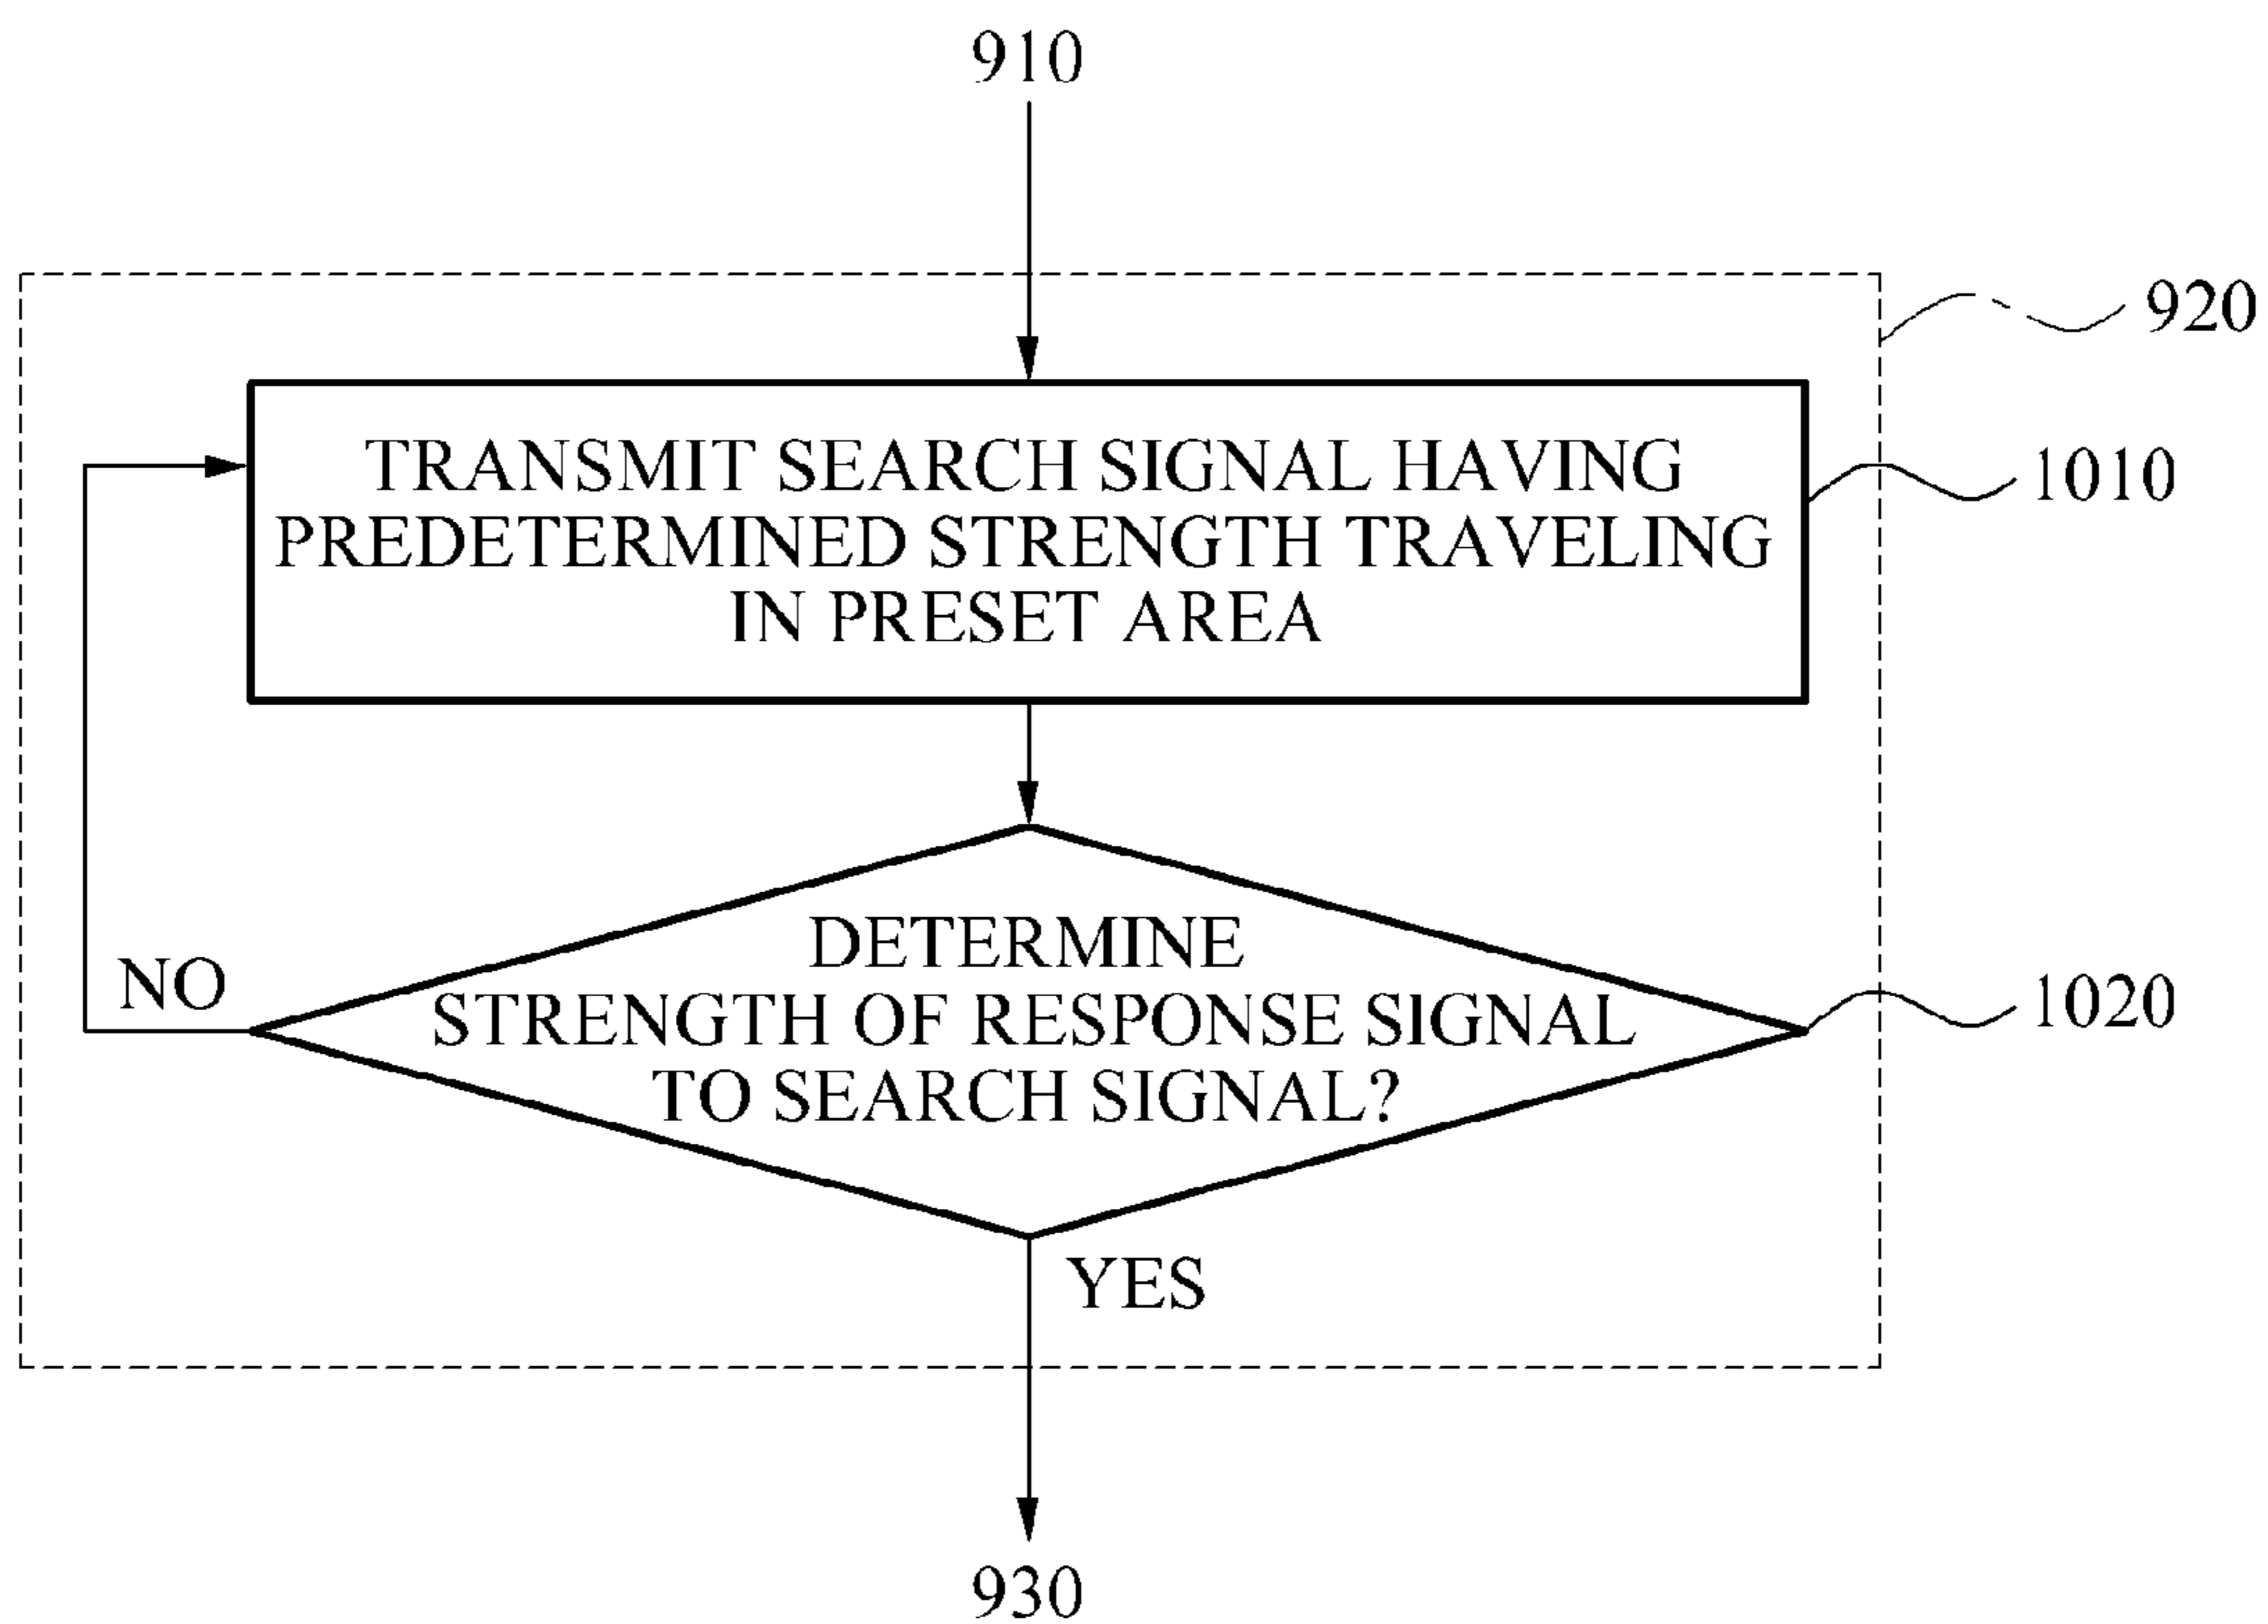 910
920
TRANSMIT SEARCH SIGNAL HAVING
PREDETERMINED STRENGTH TRAVELING
IN PRESET AREA
1010
DETERMINE
STRENGTH OF RESPONSE SIGNAL
TO SEARCH SIGNAL?
NO
1020
YES
930